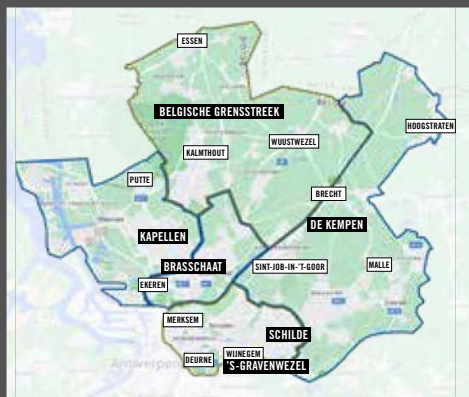 ESSEN
BELGISCHE GRENSSTREEK
HOOGSTRATEN
WUUSTWEZEL
KALMTHOUT
PUTTE
BRECHT
DE KEMPEN
KAPELLEN
BRASSCHAAT
SINT-JOB-IN-'T-GOOR
MALLE
EKEREN
MERKSEM
SCHILDE
WIJNEGEM
DEURNE
'S-GRAVENWEZEL
Antwerpen